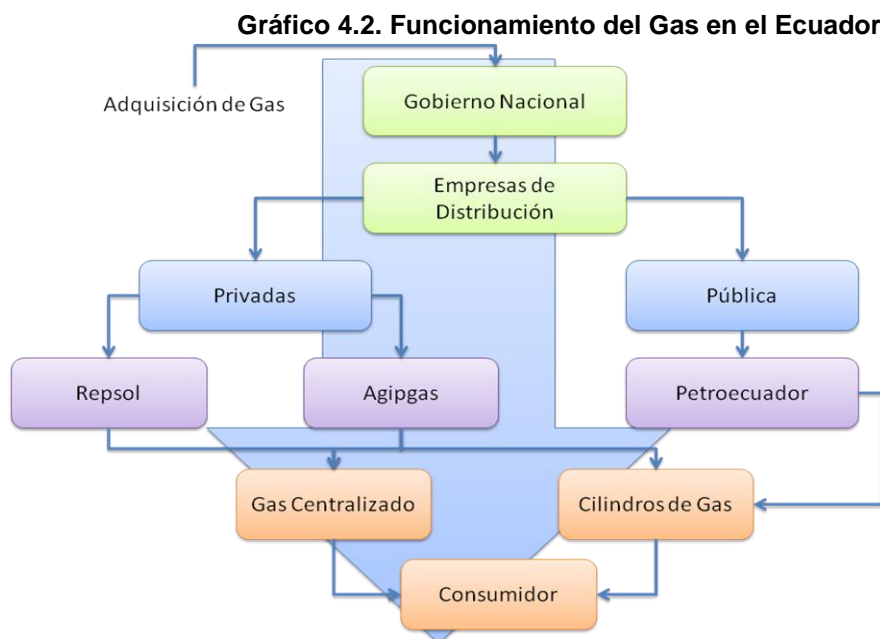 Gráfico 4.2. Funcionamiento del Gas en el Ecuador
Adquisición de Gas
Gobierno Nacional
Empresas de
Distribución
Privadas
Pública
Repsol
Agipgas
Petroecuador
Gas Centralizado
Cilindros de Gas
Consumidor